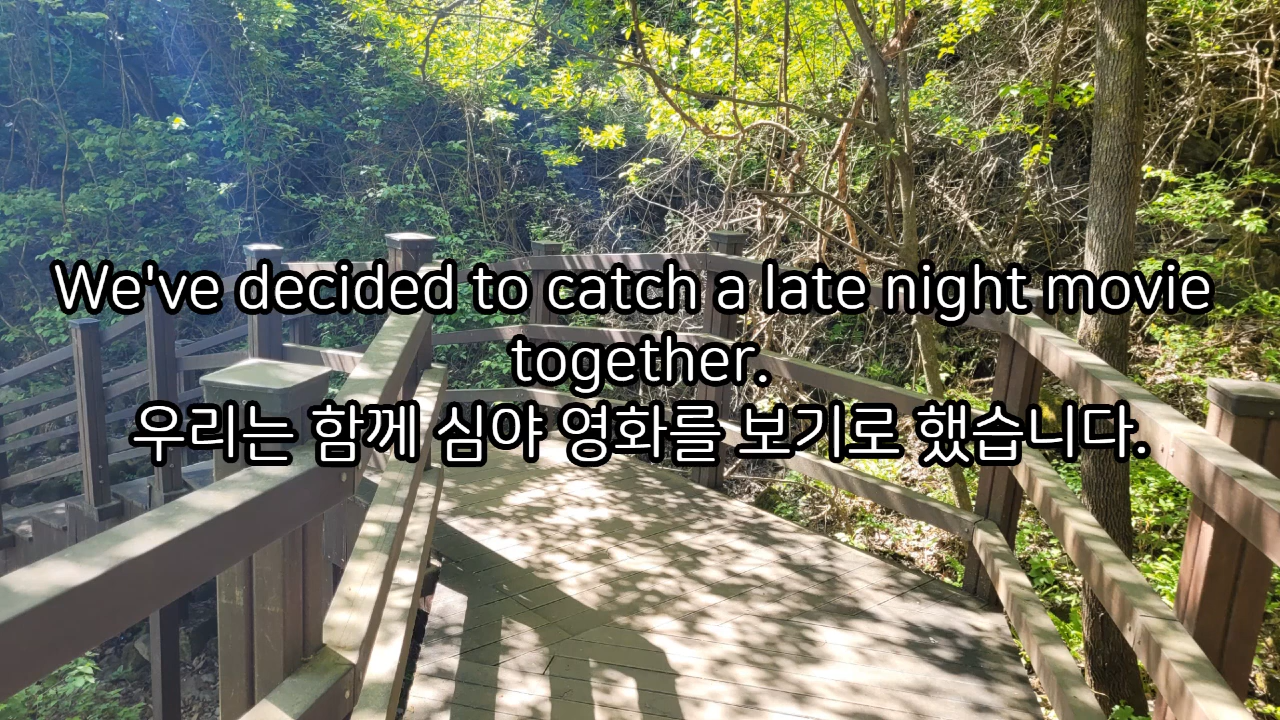 We've decided to catch a late night movie
together.
우리는 함께 심야 영화를 보기로 했습니다.